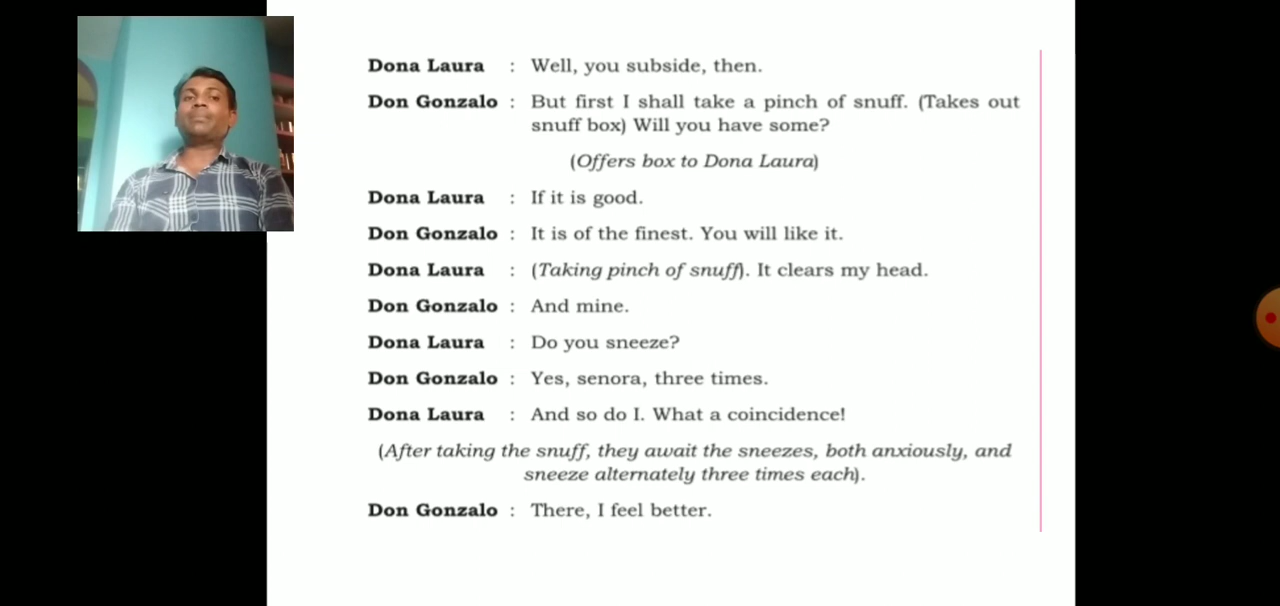 Dona Laura : Well, you subside, then.
Don Gonzalo : But first I shall take a pinch of snuff. (Takes out
snuff box) Will you have some?
(Offers box to Dona Laura)
Dona Laura : If it is good.
Don Gonzalo : It is of the finest. You will like it.
Dona Laura : (Taking pinch of snuff). It clears my head.
Don Gonzalo : And mine.
Dona Laura : Do you sneeze?
Don Gonzalo : Yes, senora, three times.
Dona Laura : And so do I. What a coincidence!
(After taking the snuff, they await the sneezes, both anxiously, and
sneeze alternately three times each).
Don Gonzalo : There, I feel better.